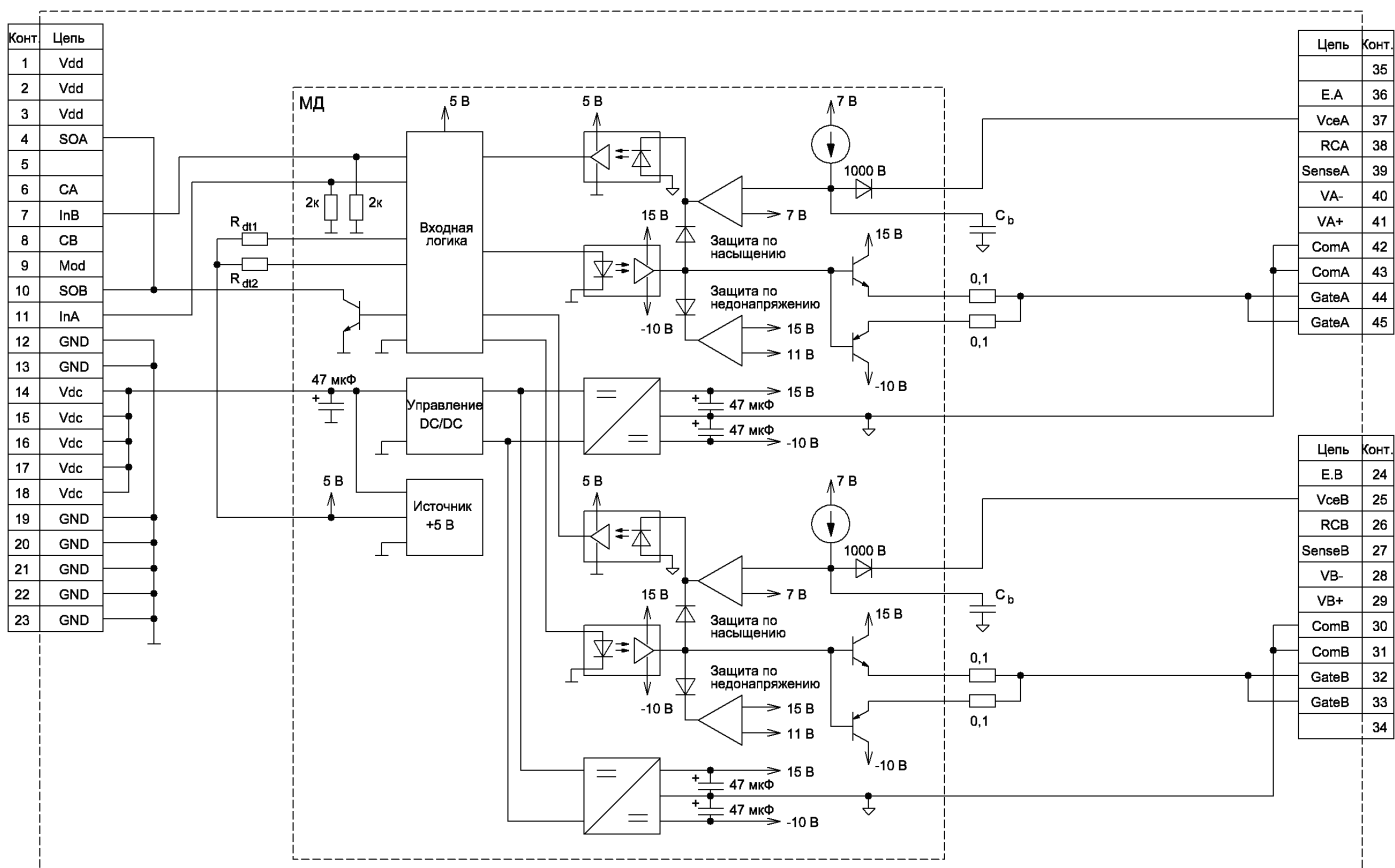 Конт. Цепь
1 Vdd
2 Vdd
3 Vdd
4 SOA
5
6 CA
7 InB
8 CB
9 Mod
10 SOB
11 InA
12 GND
13 GND
14 Vdc
15 Vdc
16 Vdc
17 Vdc
18 Vdc
19 GND
20 GND
21 GND
22 GND
23 GND
МД
5 В
2к
2к
R dt1
R dt2
Входная
логика
47 мкФ
+
Управление
DC/DC
5 В
Источник
+5 В
5 В
7 В
1000 В
7 В
C b
15 В
Защита по
насыщению
15 В
0,1
Защита по
недонапряжению
-10 В
15 В
11 В
0,1
-10 В
15 В
+
47 мкФ
+
47 мкФ
-10 В
5 В
7 В
1000 В
7 В
C b
15 В
Защита по
насыщению
15 В
0,1
Защита по
недонапряжению
-10 В
15 В
11 В
0,1
-10 В
15 В
+
47 мкФ
+
47 мкФ
-10 В
Цепь Конт.
35
E.A 36
VceA 37
RCA 38
SenseA 39
VA- 40
VA+ 41
ComA 42
ComA 43
GateA 44
GateA 45
Цепь Конт.
E.B 24
VceB 25
RCB 26
SenseB 27
VB- 28
VB+ 29
ComB 30
ComB 31
GateB 32
GateB 33
34